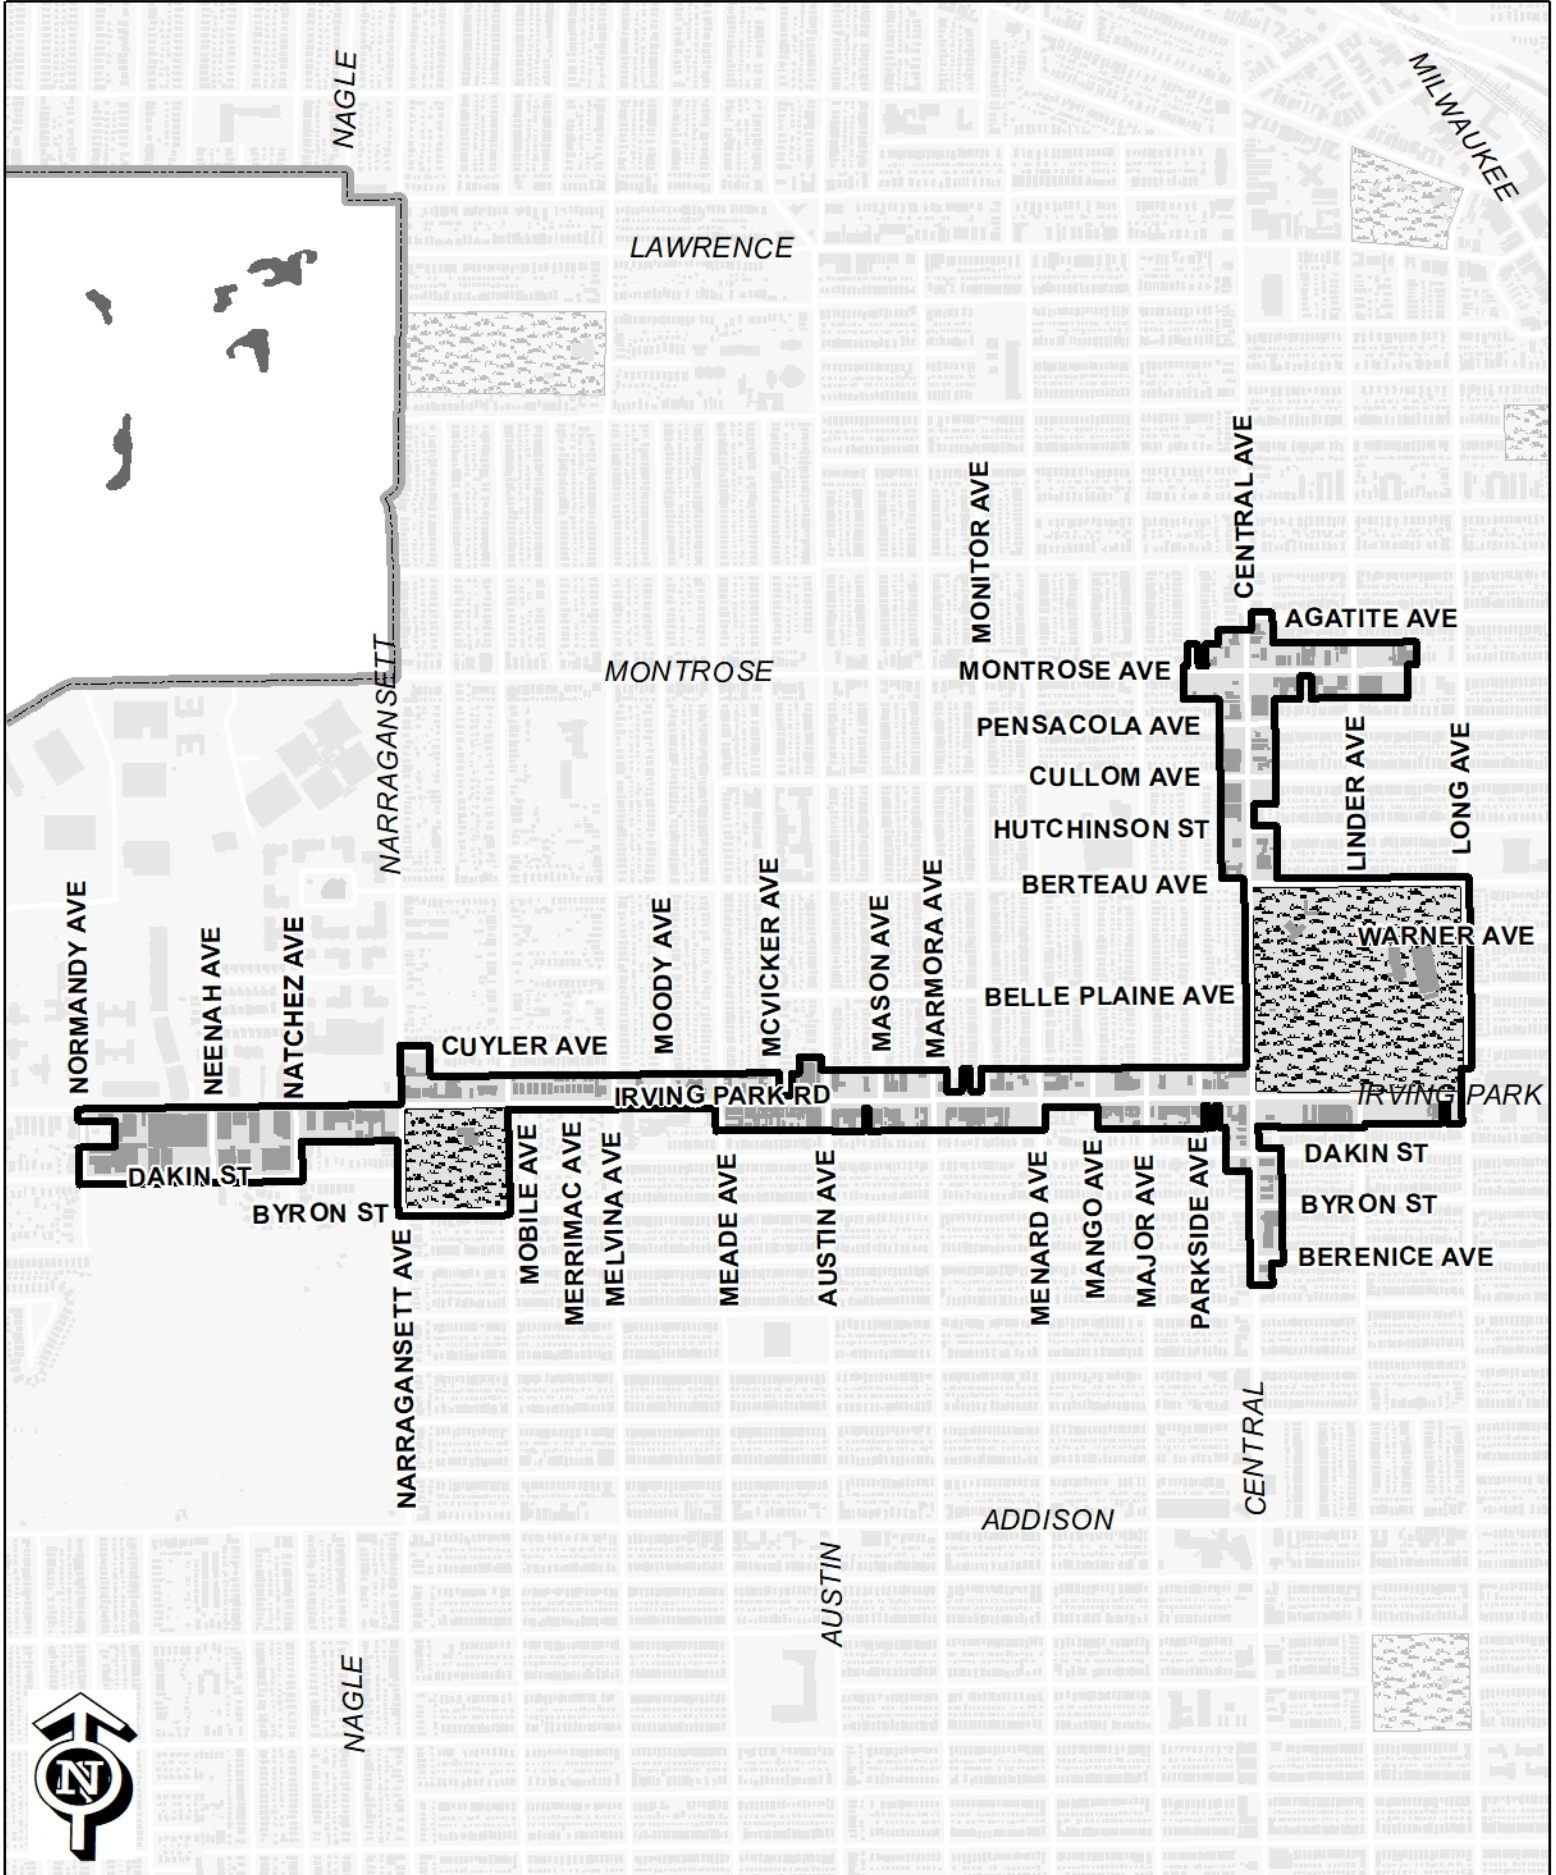 NAGLE
MILWAUKEE
LAWRENCE
CENTRAL AVE
MONITOR AVE
AGATITE AVE
MONTROSE
MONTROSE AVE
NARRAGANSETT
PENSACOLA AVE
CULLOM AVE
LINDER AVE
LONG AVE
HUTCHINSON ST
BERTEAU AVE
NORMANDY AVE
NEENAH AVE
NATCHEZ AVE
MOODY AVE
MCVICKER AVE
MASON AVE
MARMORA AVE
WARNER AVE
BELLE PLAINE AVE
CUYLER AVE
IRVING PARK RD
IRVING PARK
DAKIN ST
BYRON ST
MOBILE AVE
MERRIMAC AVE
MELVINA AVE
MEADE AVE
AUSTIN AVE
MENARD AVE
MANGO AVE
MAJOR AVE
PARKSIDE AVE
DAKIN ST
BYRON ST
BERENICE AVE
NARRAGANSETT AVE
CENTRAL
ADDISON
AUSTIN
NAGLE
N